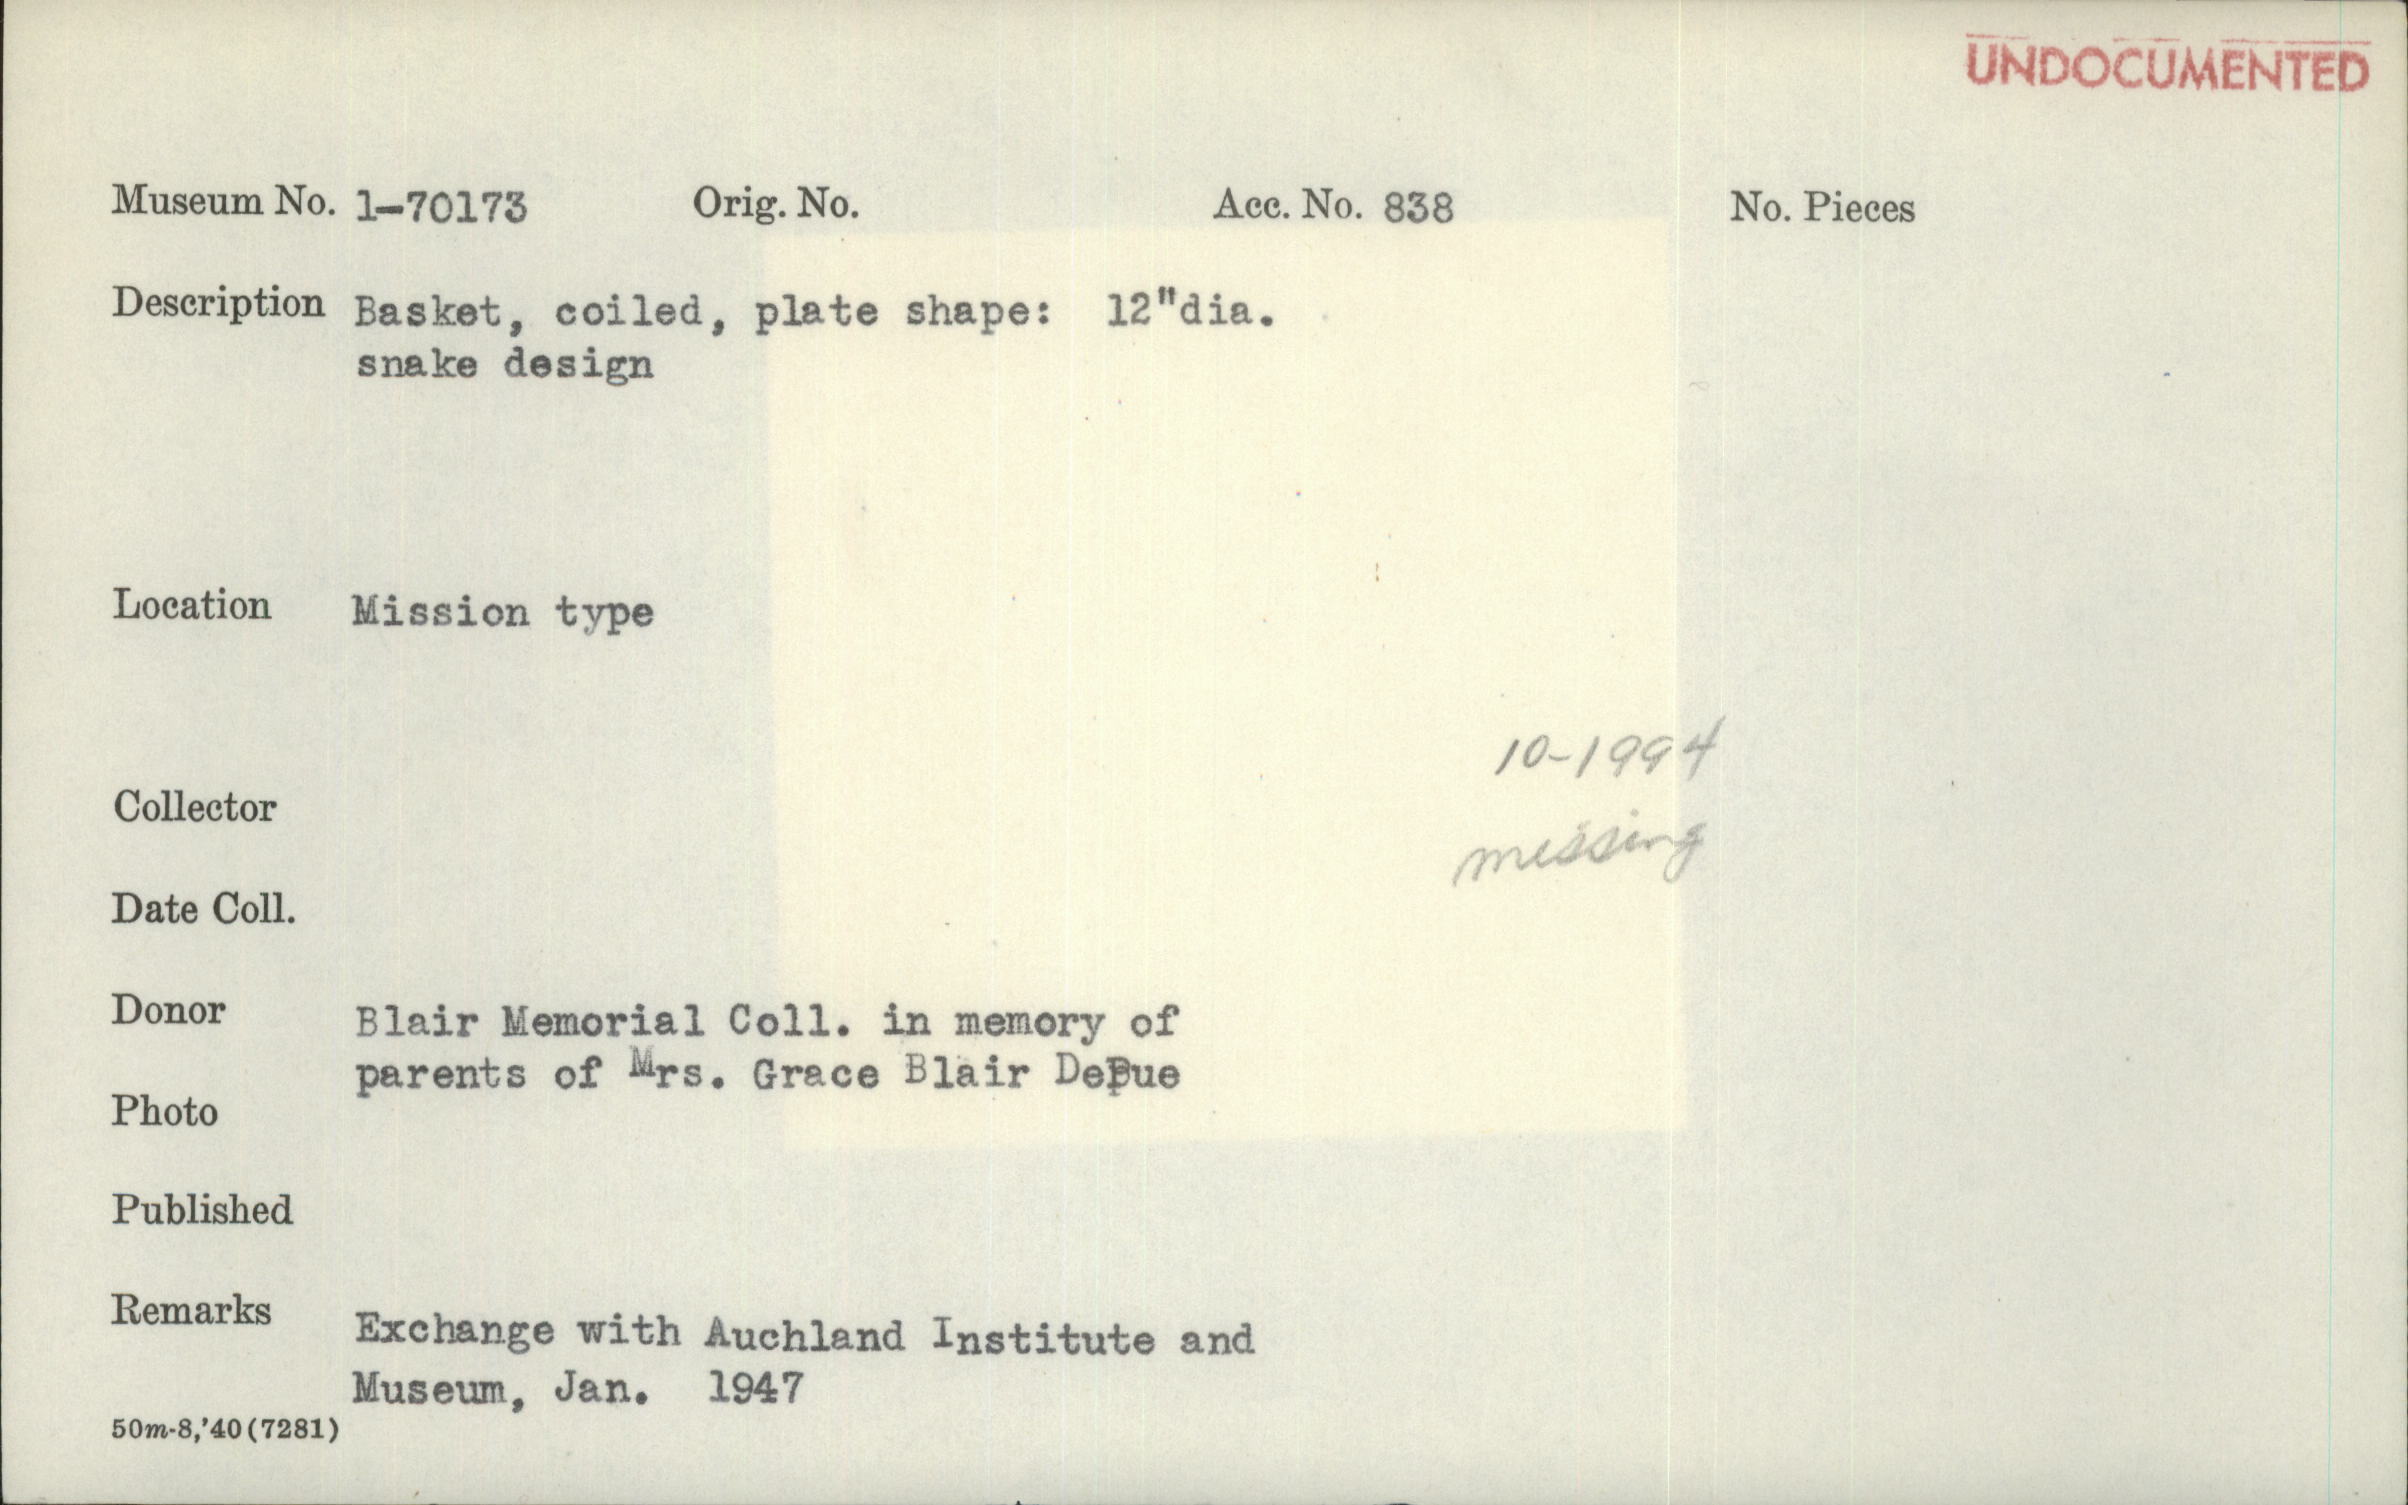 UNDOCUMENTED
Museum No. 1-70173 Orig. No. Acc. No. 838 No. Pieces
Description Basket, coiled, plate shape: 12"dia.
snake design
Location Mission type
10-1994
Collector
missing
Date Coll.
Donor Blair Memorial Coll. in memory of
parents of Mrs. Grace Blair DePue
Photo
Published
Remarks Exchange with Auchland Institute and
Museum, Jan. 1947
50m-8,'40(7281)